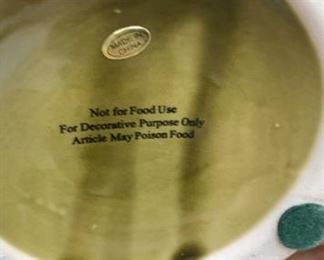 MADE IN
CHINA
Not for Food Use
For Decorative Purpose Only
Article May Poison Food